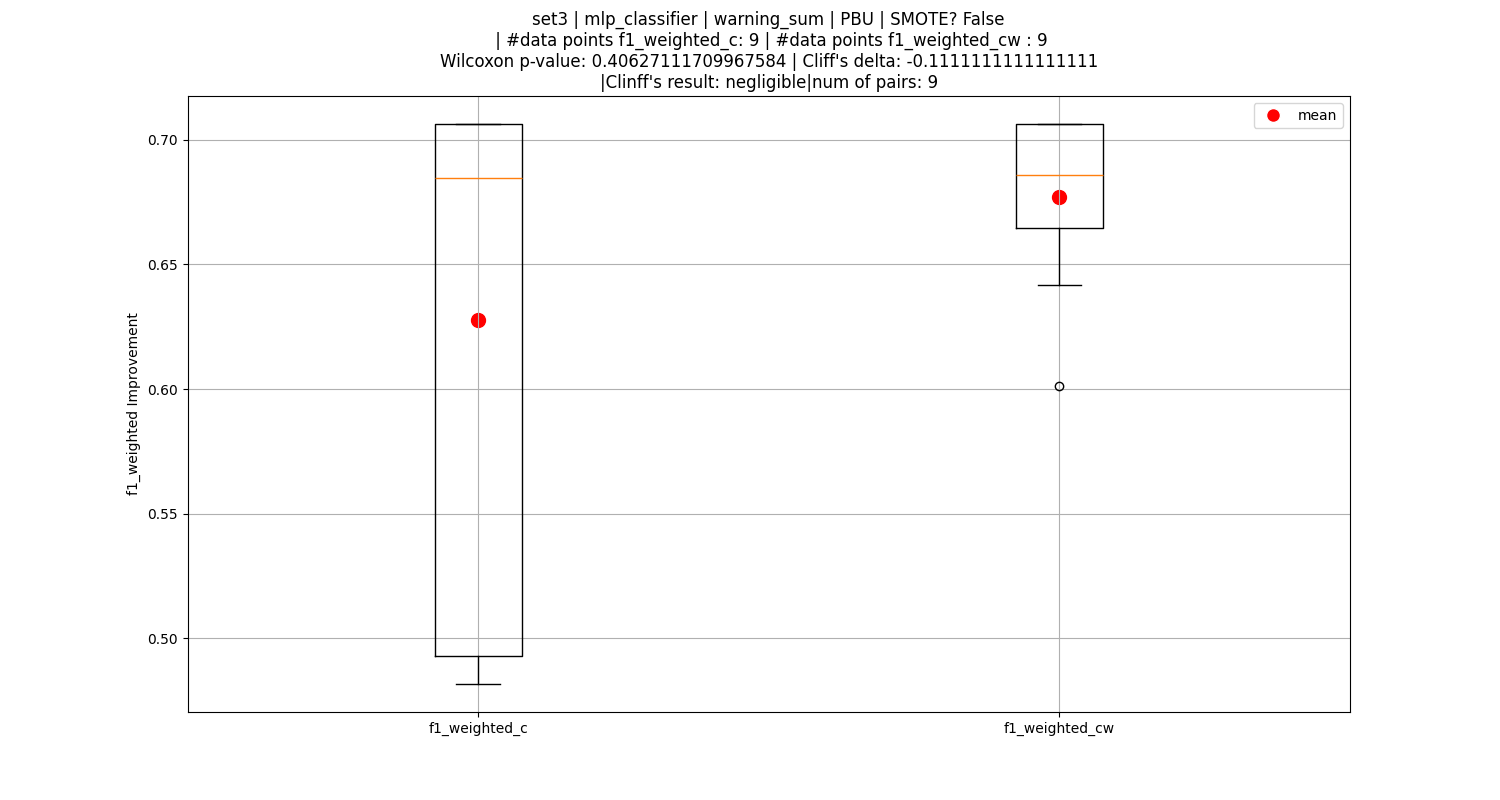 set3 | mlp_classifier | warning_sum | PBU | SMOTE? False
| #data points f1_weighted_c: 9 | #data points f1_weighted_cw : 9
Wilcoxon p-value: 0.40627111709967584 | Cliff's delta: -0.1111111111111111
|Clinff's result: negligible|num of pairs: 9
mean
0.70
0.65
0.60
0.55
0.50
f1_weighted Improvement
f1_weighted_c
f1_weighted_cw